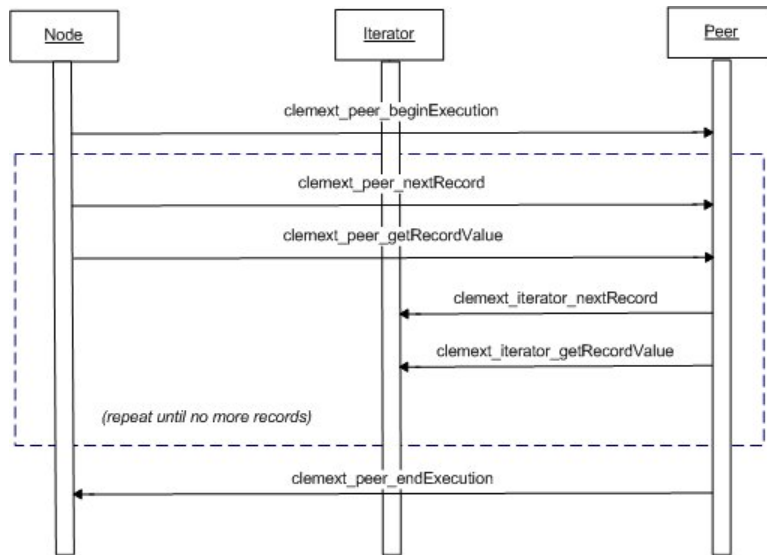 Node
Iterator
Peer
clemext_peer_beginExecution
clemext_peer_nextRecord
clemext_peer_getRecordValue
clemext_iterator_nextRecord
clemext_iterator_getRecordValue
(repeat until no more records)
clemext_peer_endExecution